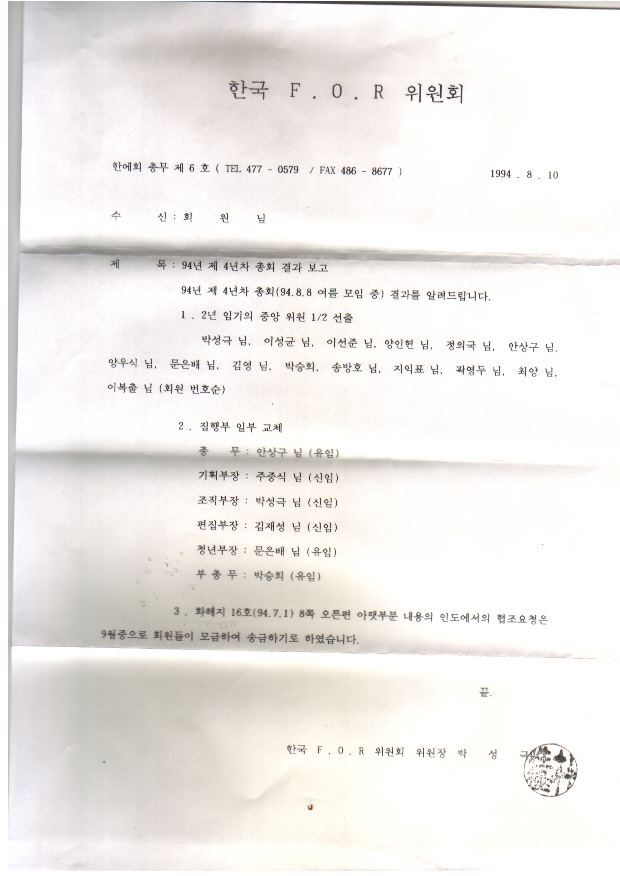 한국 F . O . R 위원회
한에회 총무 제 6 호 ( TEL 477 - 0579 / FAX 486 - 8677 ) 1994 . 8 . 10
수 신 : 회 원 님
제 목 : 94년 제 4년차 총회 결과 보고
94년 제 4년차 총회(94.8.8 여름 모임 중) 결과를 알려드립니다.
1 . 2년 임기의 중앙 위원 1/2 선출
박성극 님, 이성균 님, 이선준 님, 양인현 님, 정의국 님, 안상구 님,
양우식 님, 문은배 님, 김영 님, 박승희, 송방호 님, 지익표 님, 곽영두 님, 최양 님,
이복출 님 (회원 번호순)
2 . 집행부 일부 교체
총 무 : 안상구 님 (유임)
기획부장 : 주중식 님 (신임)
조직부장 : 박성극 님 (신임)
편집부장 : 김재성 님 (신임)
청년부장 : 문은배 님 (유임)
부 총 무 : 박승희 (유임)
3 . 화해지 16호(94.7.1) 8쪽 오른편 아랫부분 내용의 인도에서의 협조요청은
9월중으로 회원들이 모금하여 송금하기로 하였습니다.
끝.
한국 F . O . R 위원회 위원장 박 성